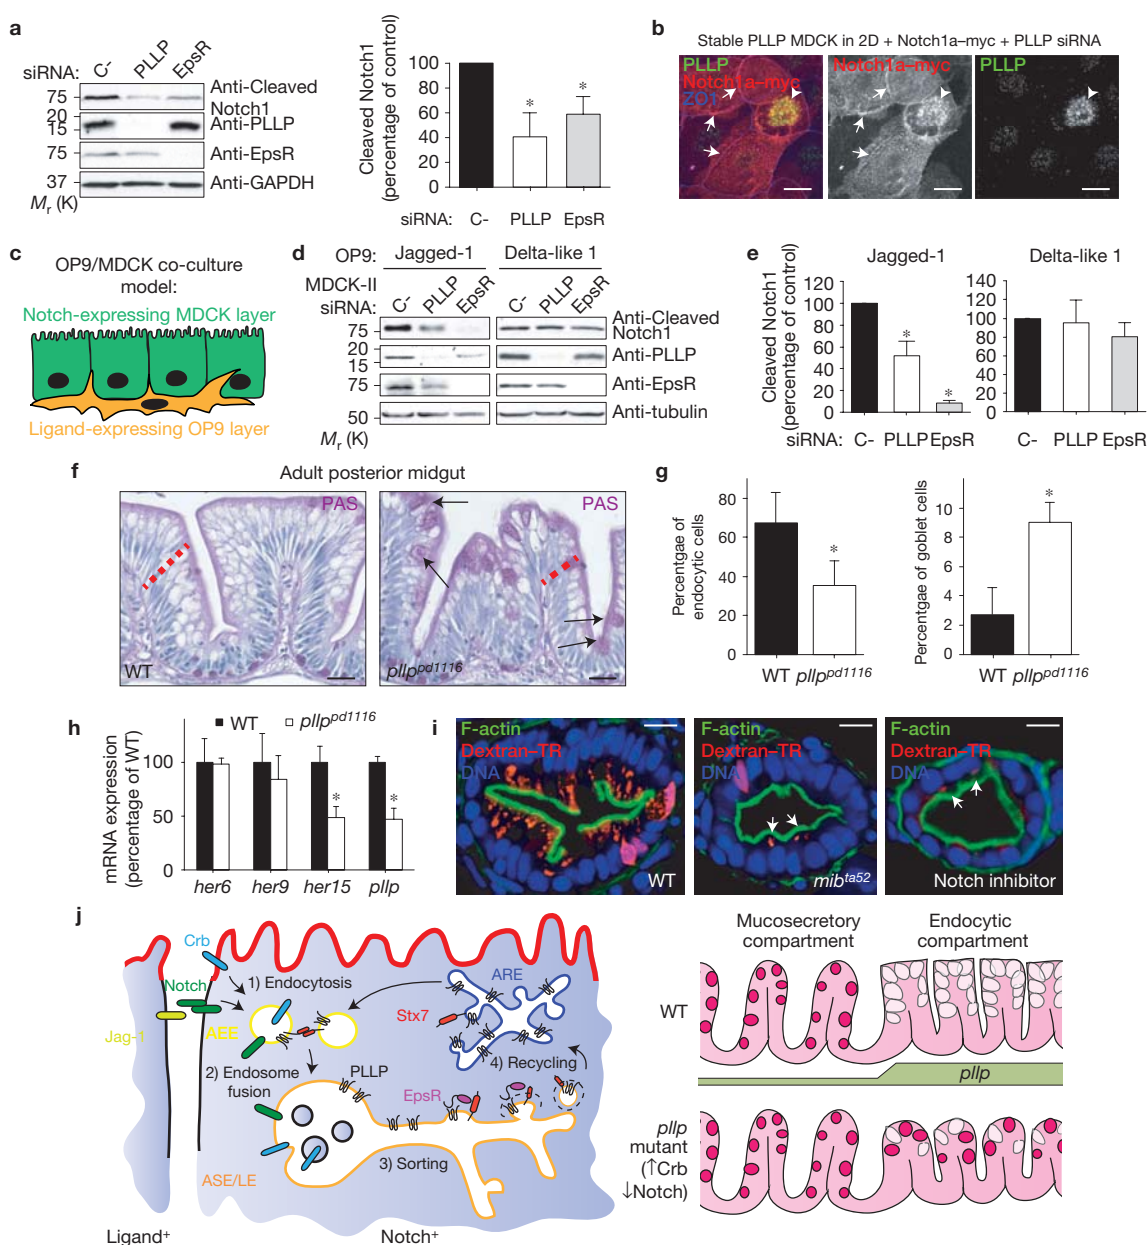 a
siRNA: C- PLLP EpsR
75 Anti-Cleaved Notch1
20
15 Anti-PLLP
75 Anti-EpsR
37 Anti-GAPDH
Mr (K)
Cleaved Notch1
(percentage of control)
100
80
60
40
20
0
* *
siRNA: C- PLLP EpsR
b
Stable PLLP MDCK in 2D + Notch1a–myc + PLLP siRNA
PLLP
Notch1a–myc
ZO1
Notch1a–myc
PLLP
c
OP9/MDCK co-culture
model:
Notch-expressing MDCK layer
Ligand-expressing OP9 layer
d
OP9: Jagged-1 Delta-like 1
MDCK-II
siRNA: C- PLLP EpsR C- PLLP EpsR
75 Anti-Cleaved Notch1
20
15 Anti-PLLP
75 Anti-EpsR
50 Anti-tubulin
Mr (K)
e
Jagged-1
Cleaved Notch1
(percentage of control)
120
100
80
60
40
20
0
* *
siRNA: C- PLLP EpsR
Delta-like 1
140
120
100
80
60
40
20
0
C- PLLP EpsR
f
Adult posterior midgut
PAS
WT
PAS
pllppd1116
g
Percentgae of
endocytic cells
80
60
40
20
0
*
WT pllppd1116
Percentgae of goblet cells
10
8
6
4
2
0
*
WT pllppd1116
h
WT pllppd1116
mRNA expression
(percentage of WT)
100
50
0
* *
her6 her9 her15 pllp
i
F-actin
Dextran–TR
DNA
WT
F-actin
Dextran–TR
DNA
mibta52
F-actin
Dextran–TR
DNA
Notch inhibitor
j
Crb
Notch
Jag-1
1) Endocytosis
AEE
ARE
Stx7
2) Endosome
fusion
PLLP
4) Recycling
EpsR
3) Sorting
ASE/LE
Ligand+
Notch+
Mucosecretory
compartment
Endocytic
compartment
WT
pllp
pllp
mutant
(↑Crb
↓Notch)